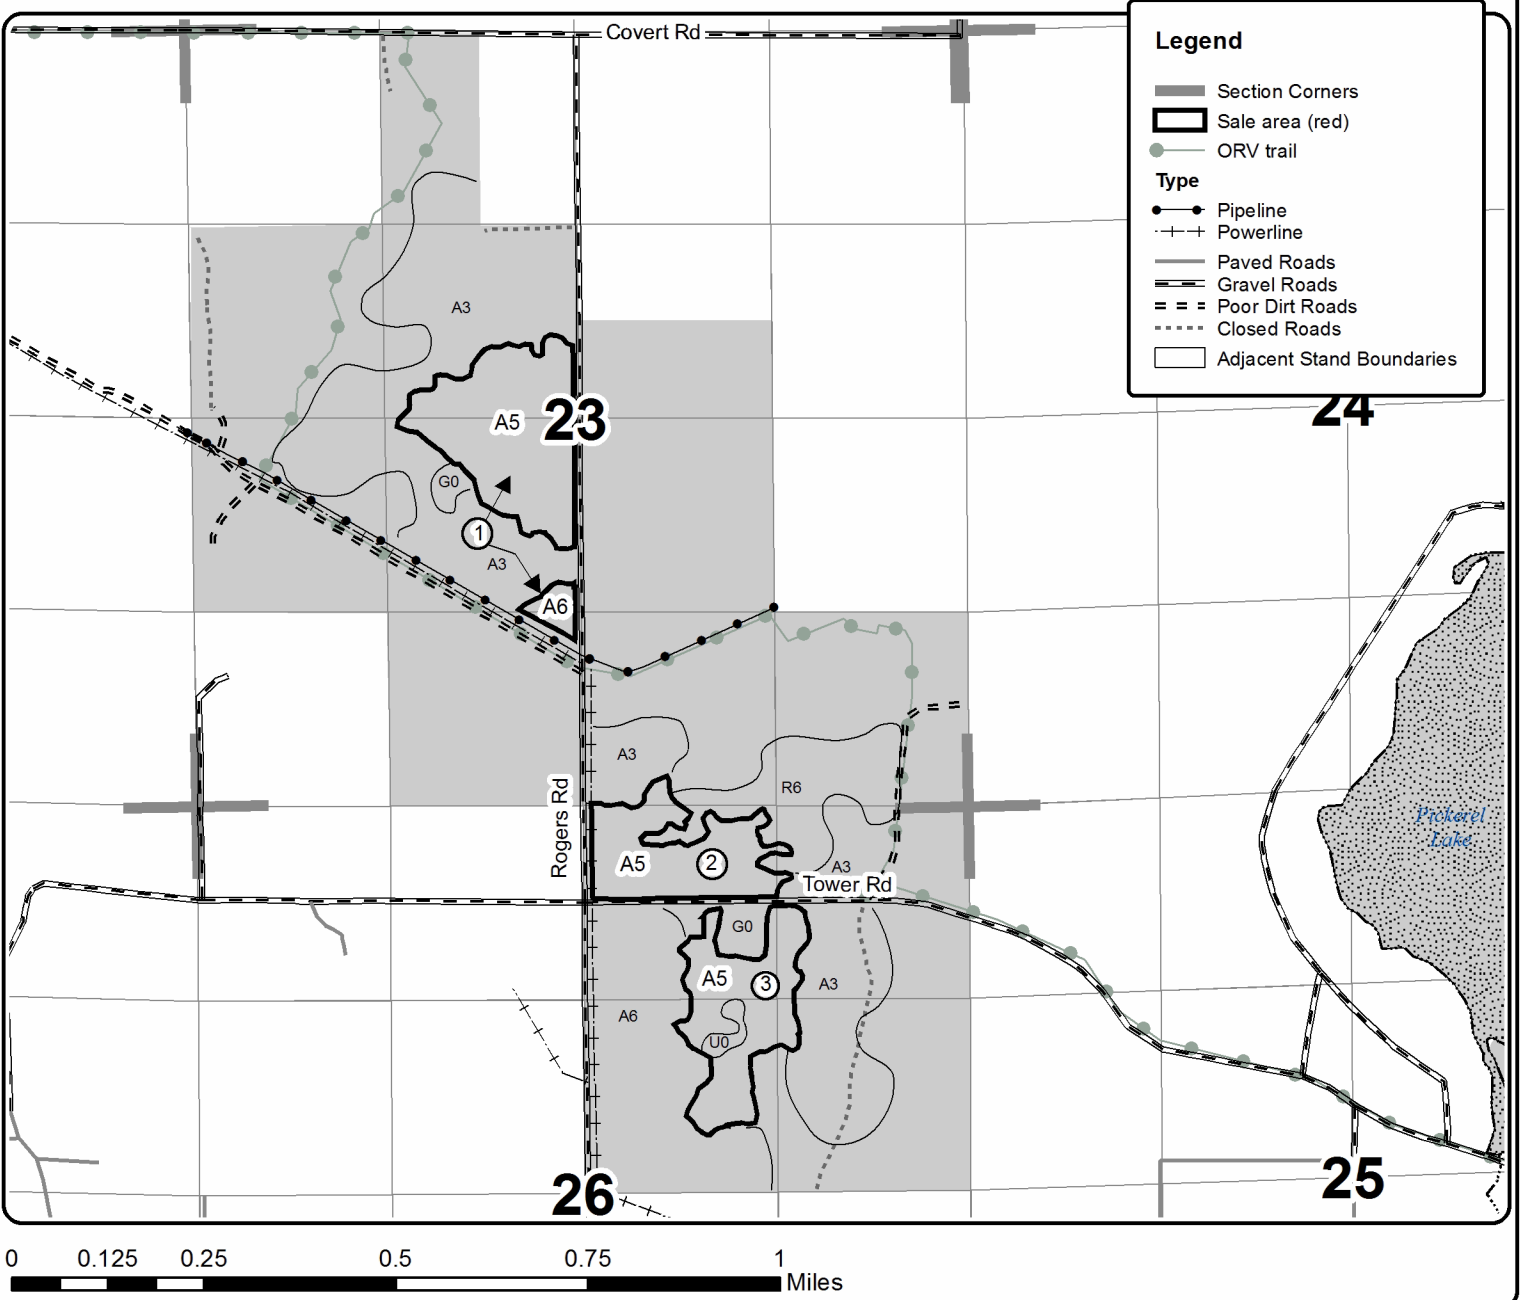 Covert Rd
Legend
Section Corners
Sale area (red)
ORV trail
Type
Pipeline
Powerline
Paved Roads
Gravel Roads
Poor Dirt Roads
Closed Roads
Adjacent Stand Boundaries
A3
A5
23
24
G0
1
A3
A6
A3
R6
Rogers Rd
Pickerel
Lake
A5
2
A3
Tower Rd
G0
A5
3
A3
A6
U0
26
25
0 0.125 0.25 0.5 0.75 1
Miles